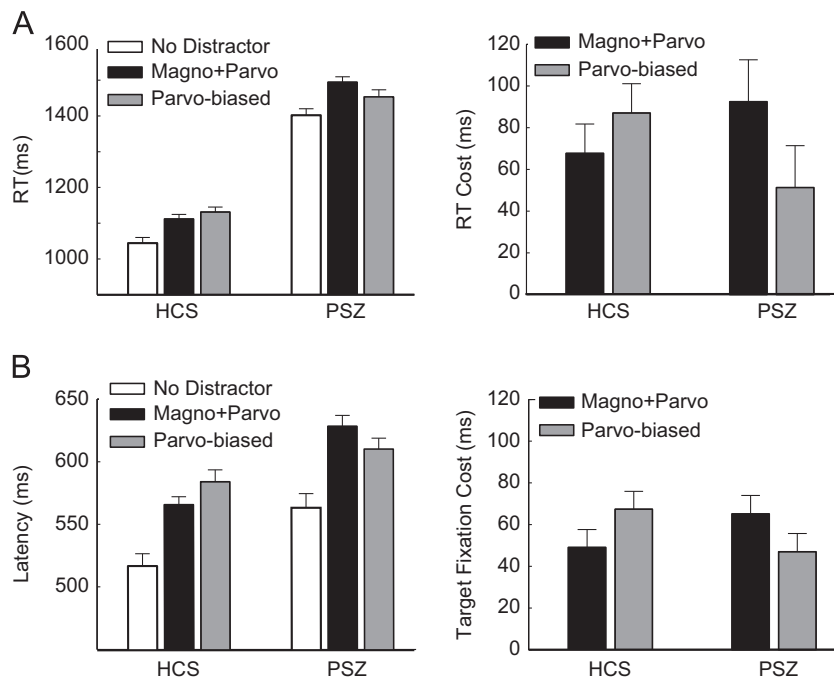 A
1600
1400
1200
1000
RT(ms)
No Distractor
Magno+Parvo
Parvo-biased
HCS PSZ
120
100
80
60
40
20
0
RT Cost (ms)
Magno+Parvo
Parvo-biased
HCS PSZ
B
650
600
550
500
Latency (ms)
No Distractor
Magno+Parvo
Parvo-biased
HCS PSZ
120
100
80
60
40
20
0
Target Fixation Cost (ms)
Magno+Parvo
Parvo-biased
HCS PSZ